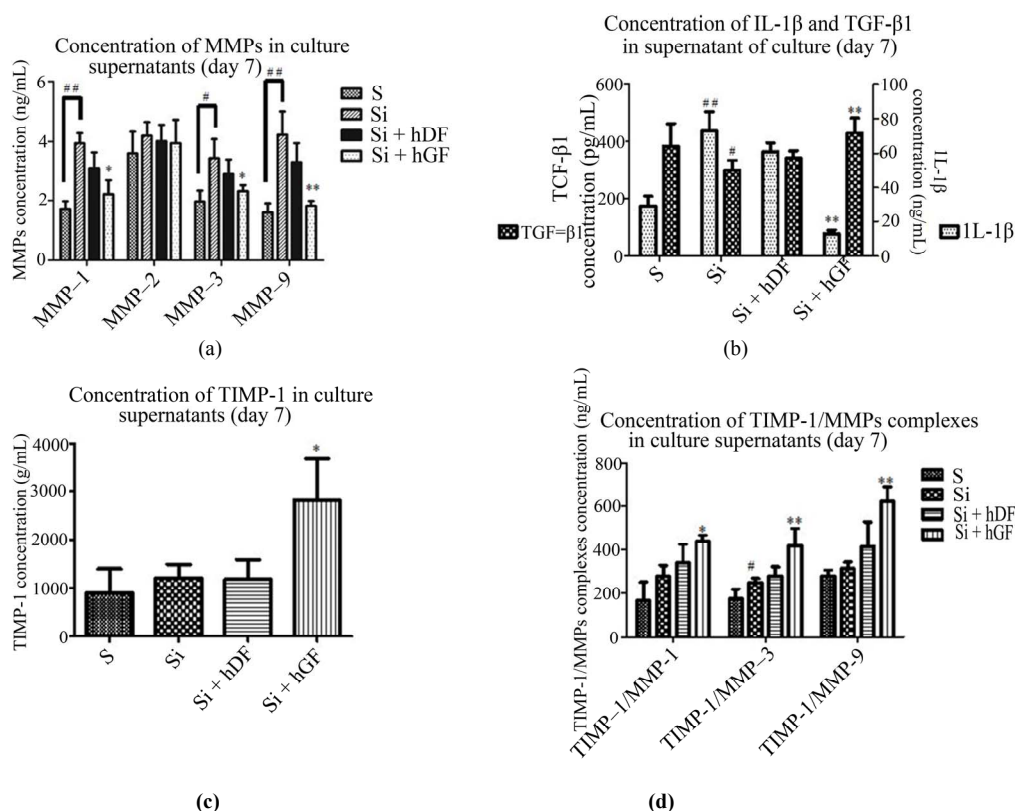 Concentration of MMPs in culture
supernatants (day 7)
MMPs concentration (ng/mL)
6
4
2
0
##
*
#
*
##
**
S
Si
Si + hDF
Si + hGF
MMP–1
MMP–2
MMP–3
MMP–9
(a)
Concentration of IL-1β and TGF-β1
in supernatant of culture (day 7)
TCF-β1
concentration (pg/mL)
600
400
200
0
##
#
**
**
100
80
60
40
20
0
1L-1β
concentration
(ng/mL)
TGF=β1
1L-1β
S
Si
Si + hDF
Si + hGF
(b)
Concentration of TIMP-1 in culture
supernatants (day 7)
TIMP-1 concentration (g/mL)
4000
3000
2000
1000
0
*
S
Si
Si + hDF
Si + hGF
(c)
Concentration of TIMP-1/MMPs complexes
in culture supernatants (day 7)
TIMP-1/MMPs complexes concentration (ng/mL)
800
600
400
200
0
*
#
**
**
S
Si
Si + hDF
Si + hGF
TIMP–1/MMP-1
TIMP-1/MMP–3
TIMP-1/MMP-9
(d)